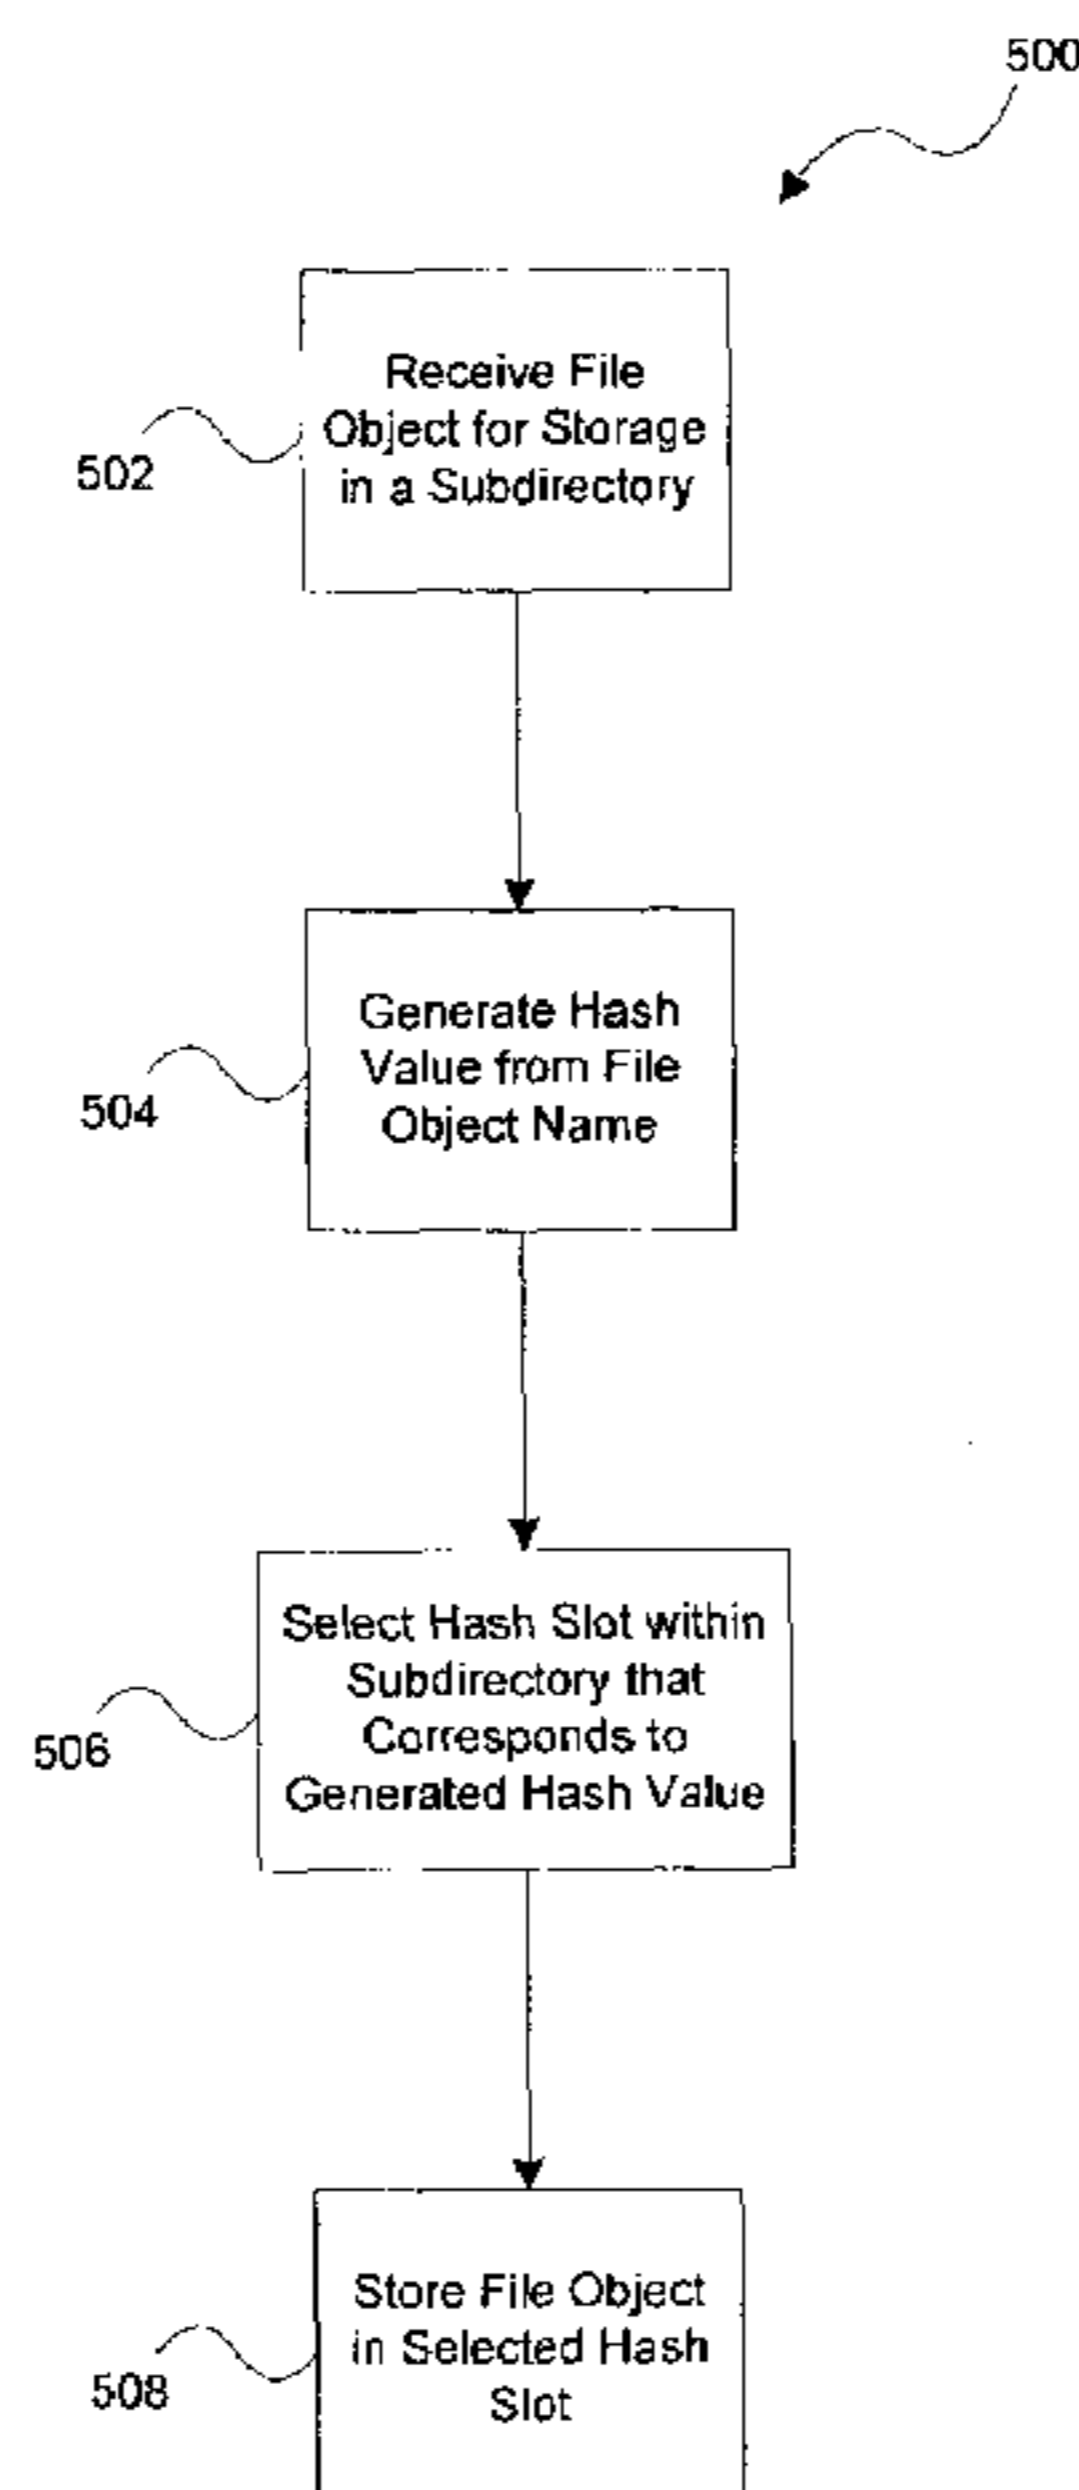 500
Receive File
Object for Storage
in a Subdirectory
502
Generate Hash
Value from File
Object Name
504
Select Hash Slot within
Subdirectory that
Corresponds to
Generated Hash Value
506
Store File Object
in Selected Hash
Slot
508